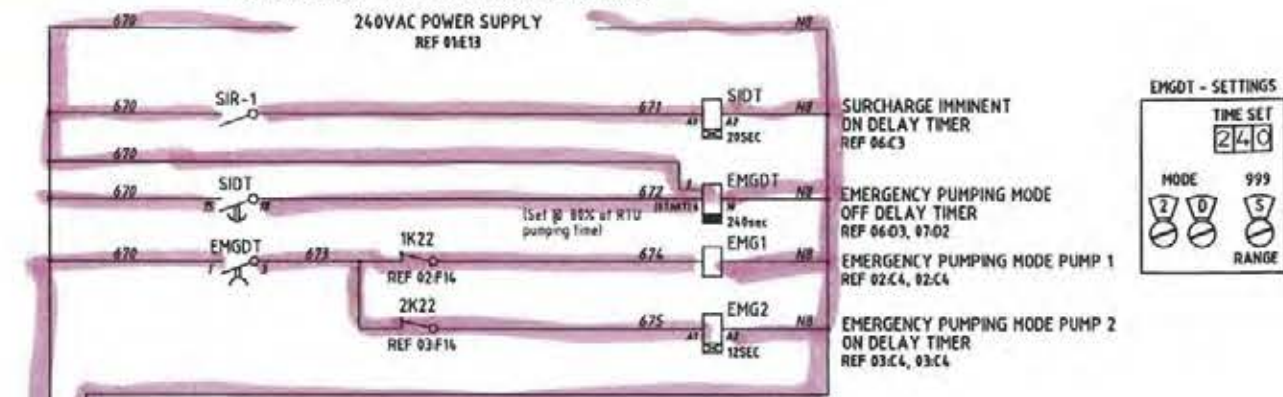 670
240VAC POWER SUPPLY
N8
REF 01:E13
EMGDT - SETTINGS
TIME SET
240
MODE
999
2 0 S
RANGE
670
SIR-1
671
SIDT
A1 A2
20SEC
N8
SURCHARGE IMMINENT
ON DELAY TIMER
REF 06:C3
670
670
SIDT
15 18
(Set @ 80% of RTU
pumping time)
672
EMGDT
(START)
240sec
N8
EMERGENCY PUMPING MODE
OFF DELAY TIMER
REF 06:D3, 07:D2
670
EMGDT
1 3
673
1K22
REF 02:F14
674
EMG1
N8
EMERGENCY PUMPING MODE PUMP 1
REF 02:C4, 02:C4
2K22
REF 03:F14
675
EMG2
A1 A2
12SEC
N8
EMERGENCY PUMPING MODE PUMP 2
ON DELAY TIMER
REF 03:C4, 03:C4